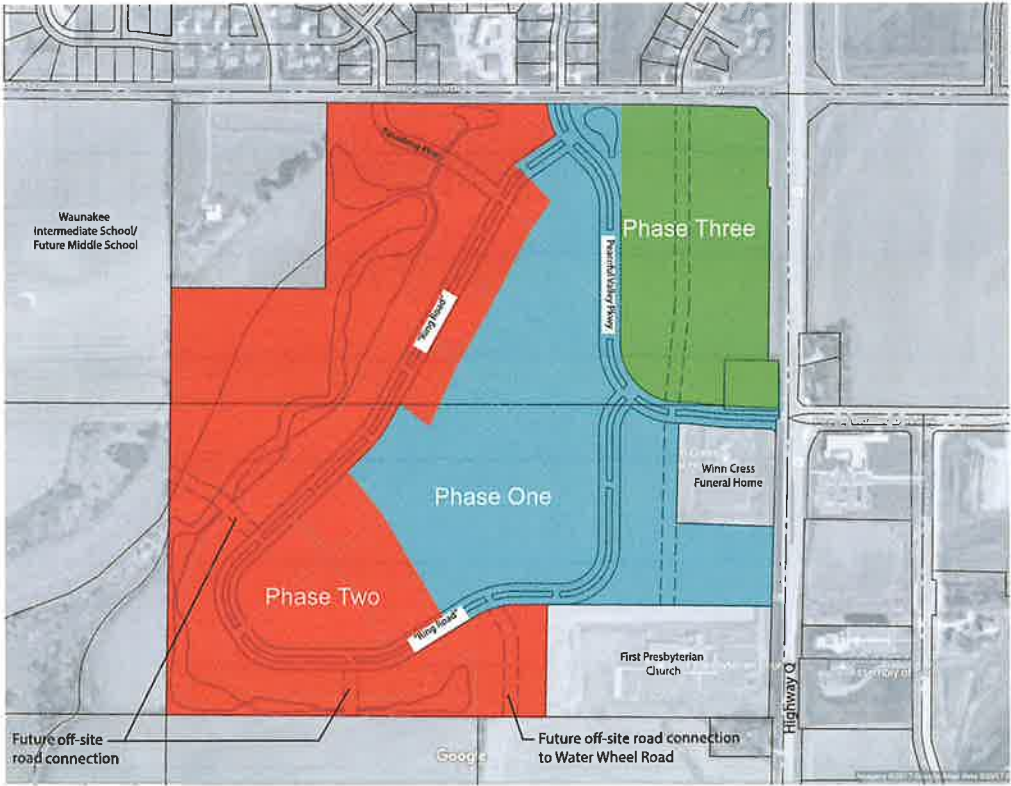 Waunakee
Intermediate School/
Future Middle School
Phase Three
Peaceful Valley Pkwy
"Ring Road"
Phase One
Winn Cress
Funeral Home
Phase Two
"Ring Road"
First Presbyterian
Church
Highway Q
Future off-site
road connection
Future off-site road connection
to Water Wheel Road
Google